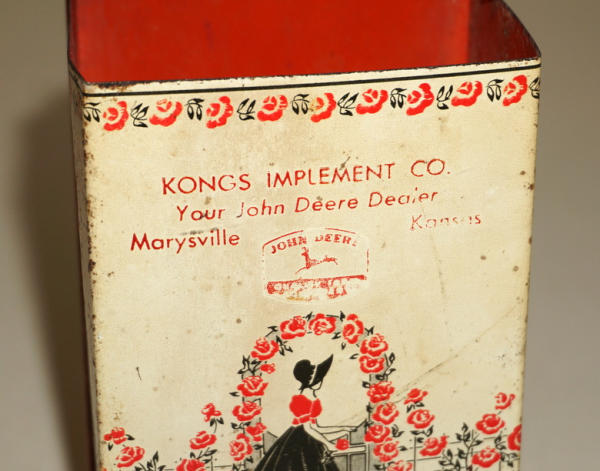 KONGS IMPLEMENT CO.
Your John Deere Dealer
Marysville Kansas
JOHN DEERE